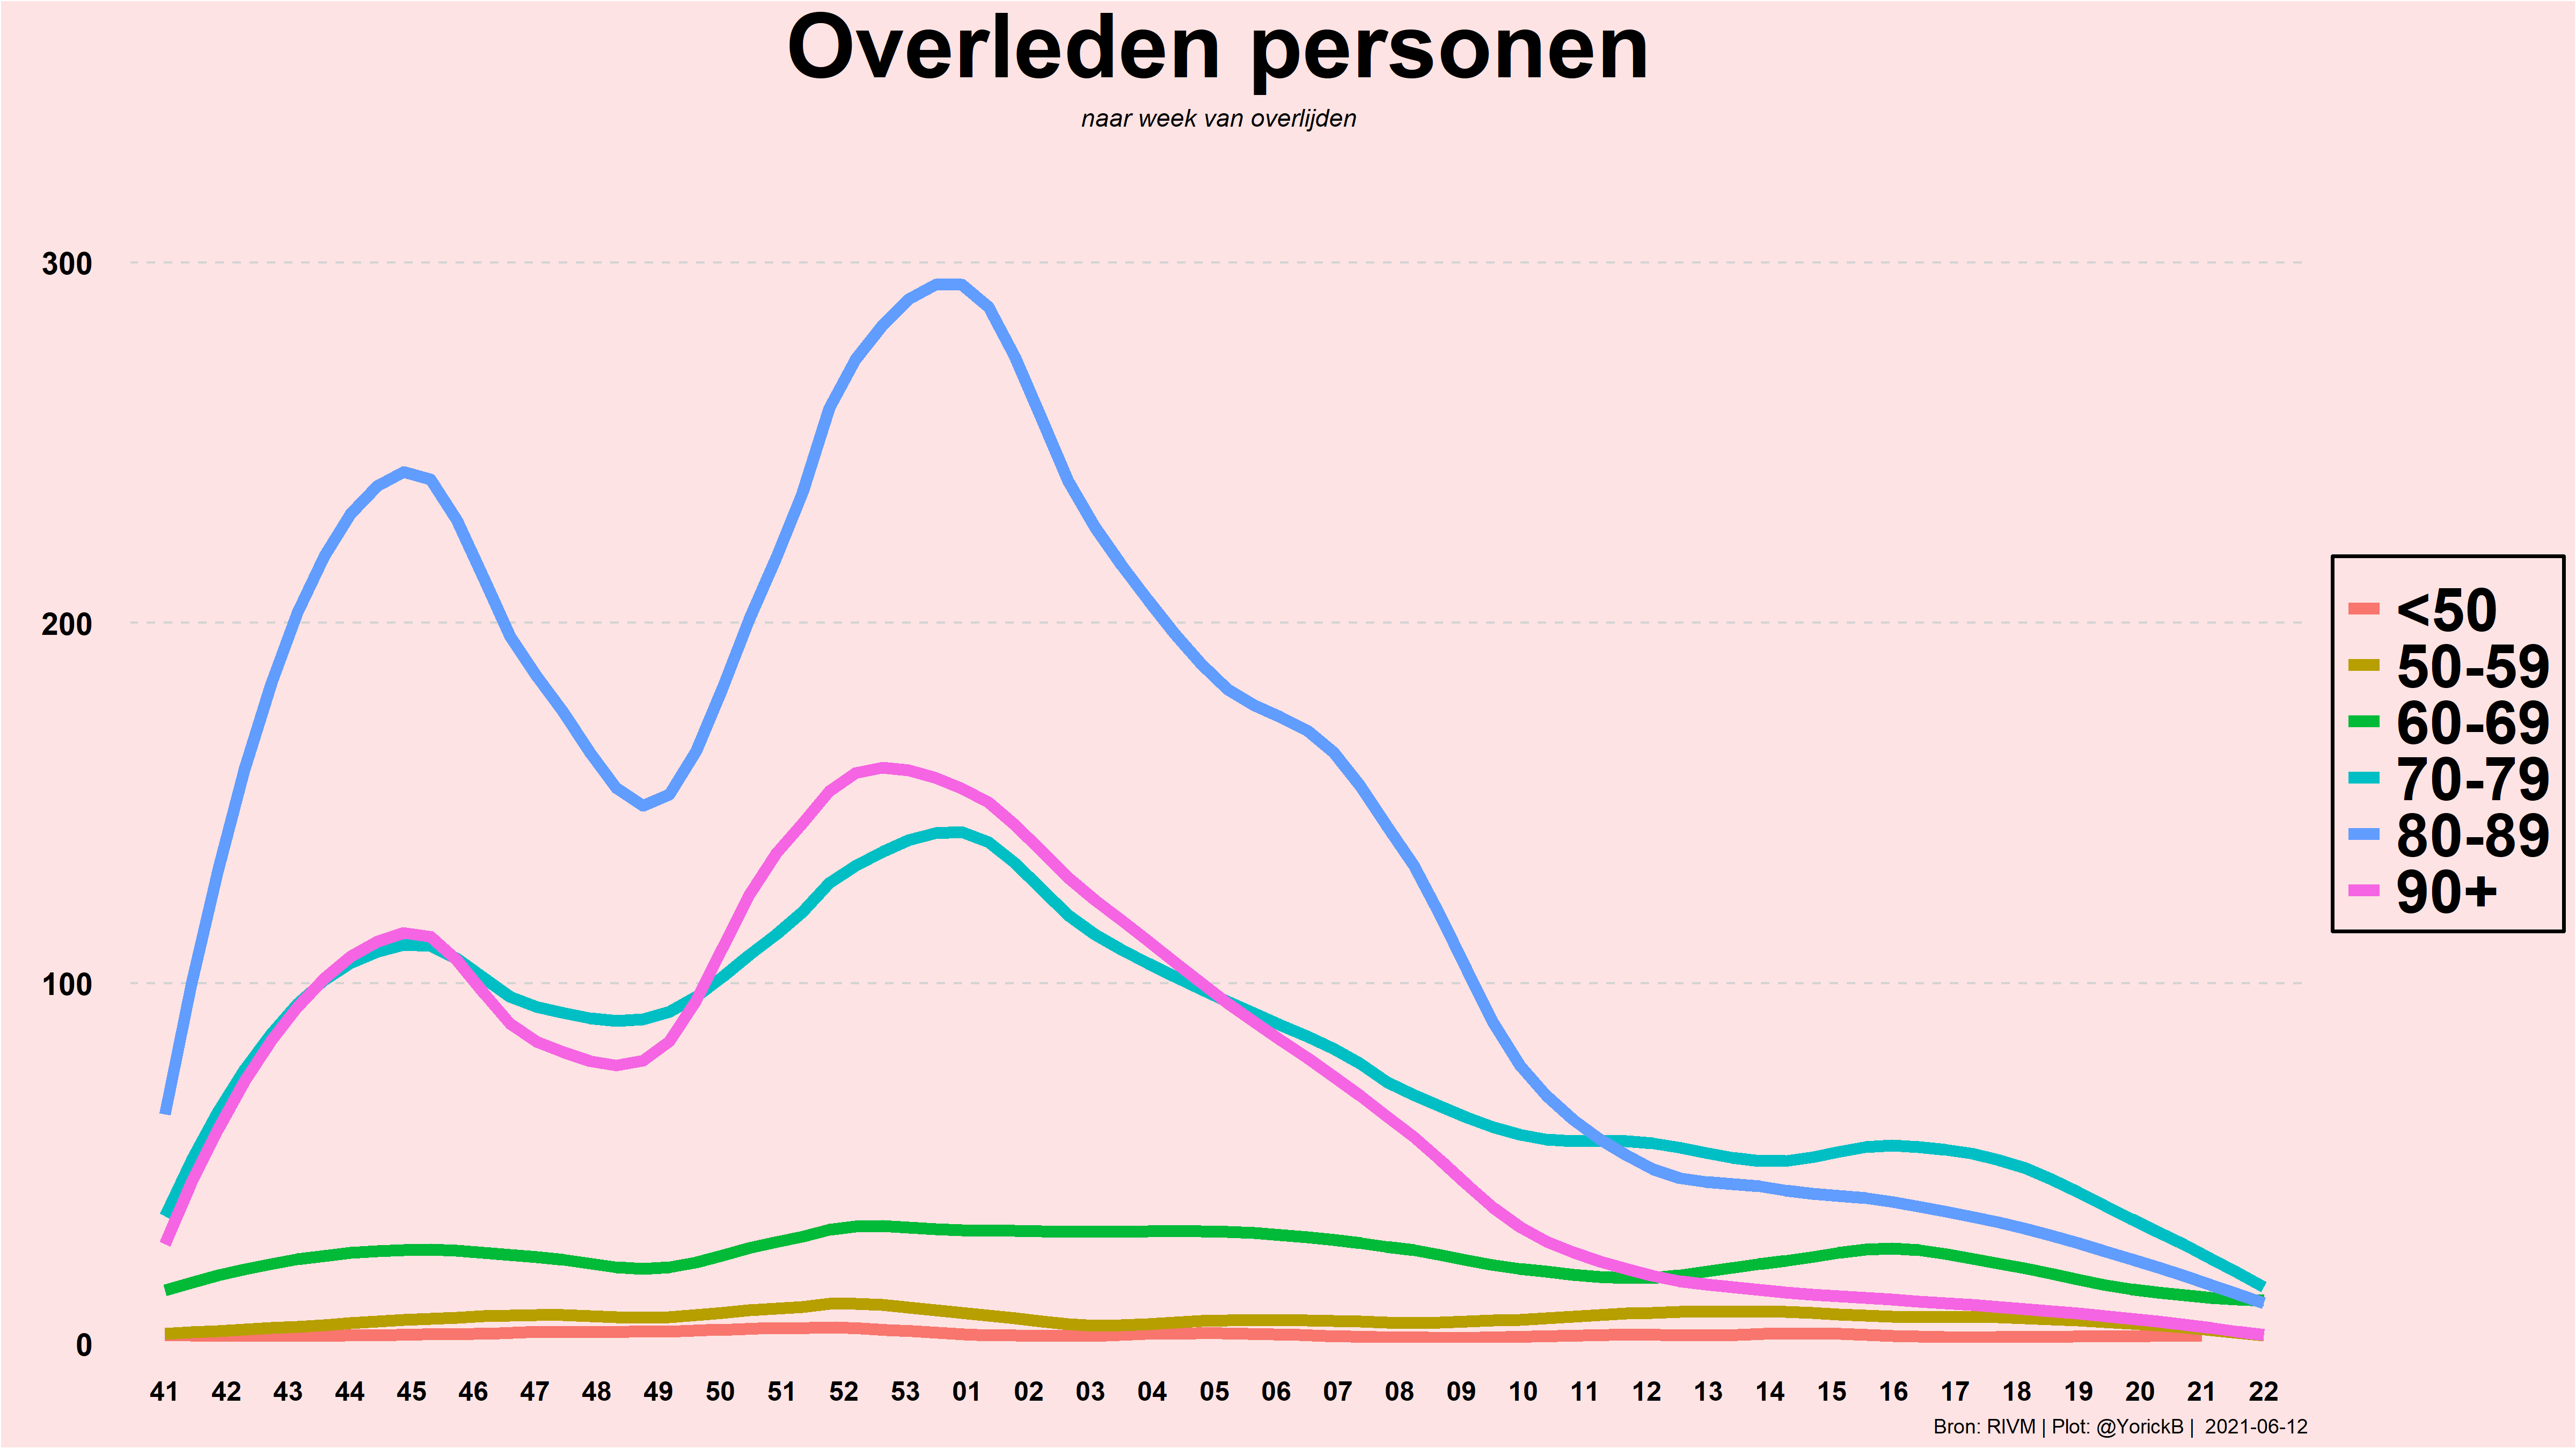 Overleden personen
naar week van overlijden
300
200
100
0
<50
50-59
60-69
70-79
80-89
90+
41 42 43 44 45 46 47 48 49 50 51 52 53 01 02 03 04 05 06 07 08 09 10 11 12 13 14 15 16 17 18 19 20 21 22
Bron: RIVM | Plot: @YorickB | 2021-06-12